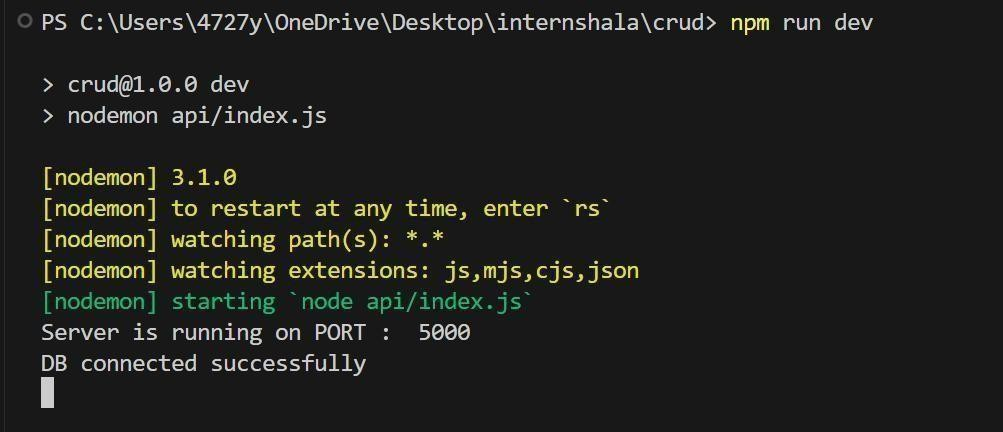 PS C:\Users\4727y\OneDrive\Desktop\internshala\crud> npm run dev
> crud@1.0.0 dev
> nodemon api/index.js
[nodemon] 3.1.0
[nodemon] to restart at any time, enter `rs`
[nodemon] watching path(s): *.*
[nodemon] watching extensions: js,mjs,cjs,json
[nodemon] starting `node api/index.js`
Server is running on PORT :  5000
DB connected successfully